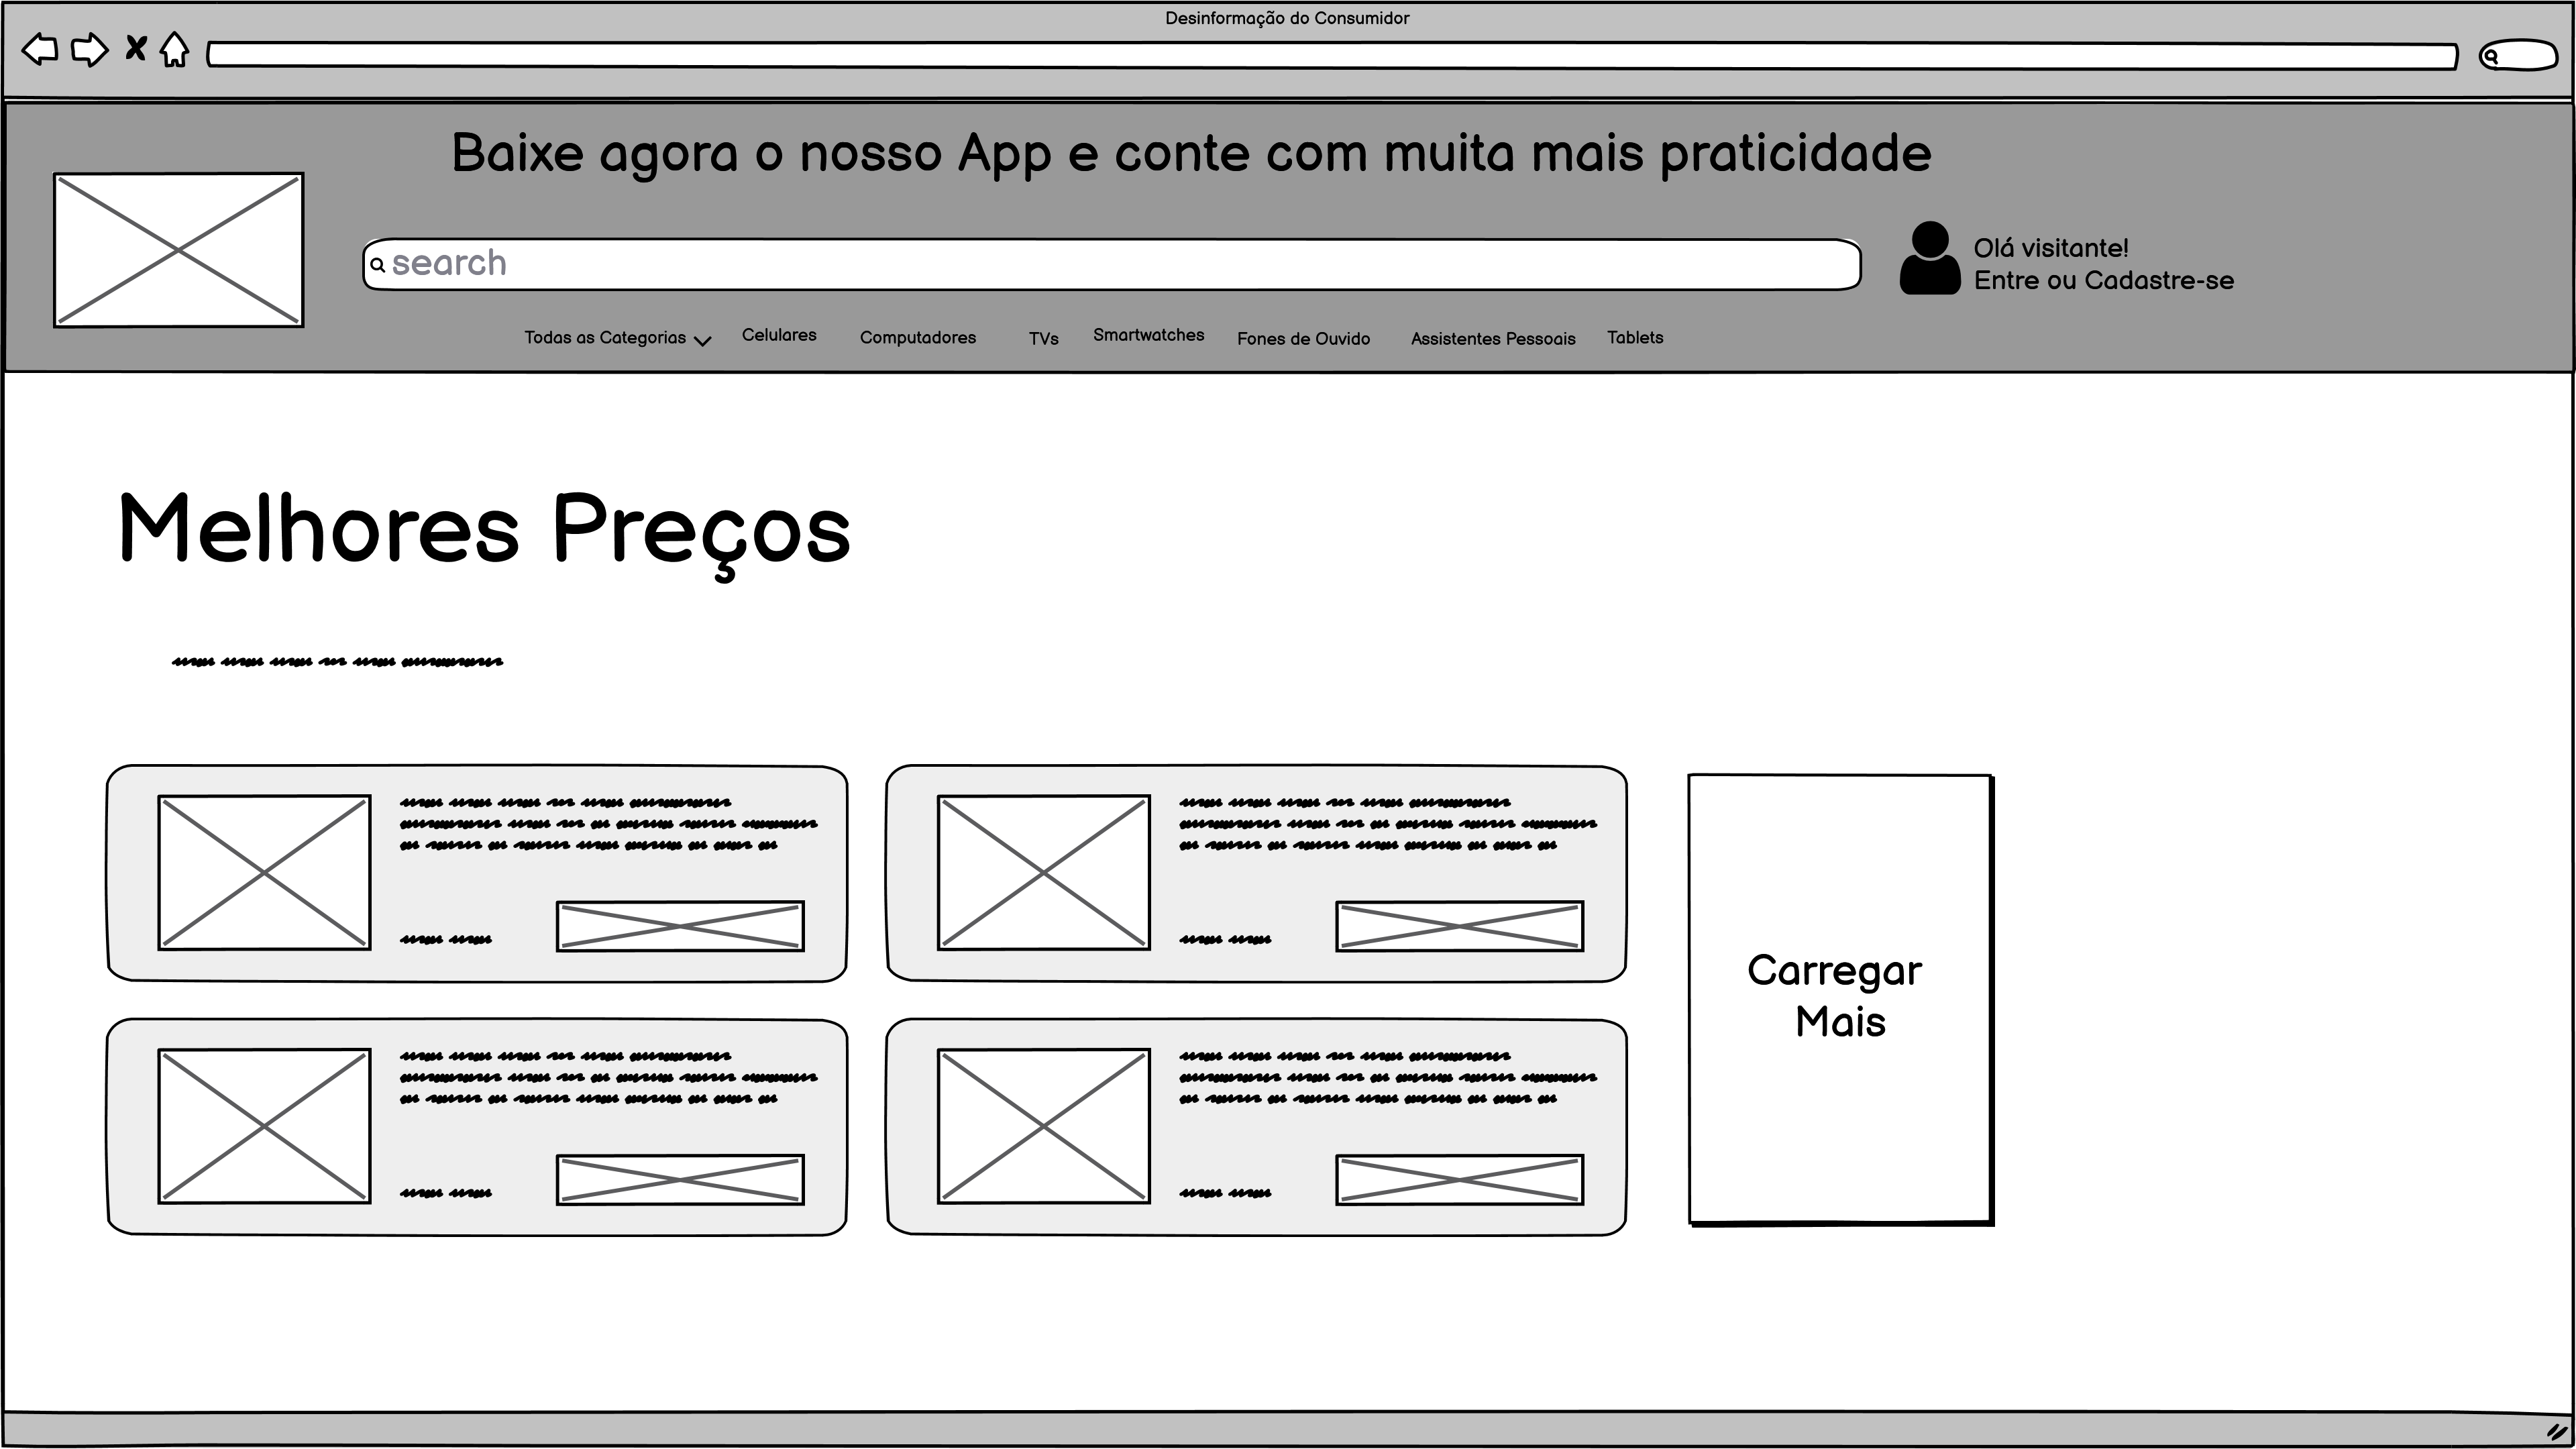 Desinformação do Consumidor
Baixe agora o nosso App e conte com muita mais praticidade
search
Olá visitante!
Entre ou Cadastre-se
Todas as Categorias
Celulares
Computadores
TVs
Smartwatches
Fones de Ouvido
Assistentes Pessoais
Tablets
Melhores Preços
Carregar
Mais